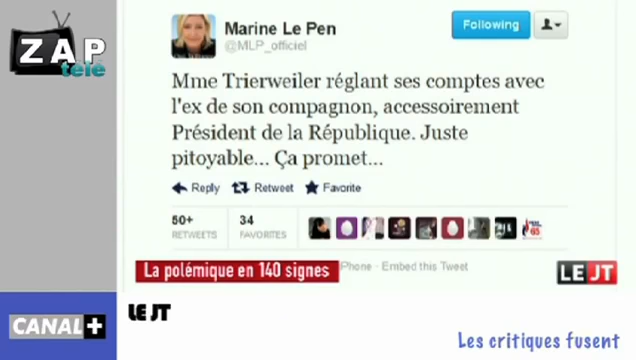 ZAP
télé
Marine Le Pen
@MLP_officiel
Following
Mme Trierweiler réglant ses comptes avec
l'ex de son compagnon, accessoirement
Président de la République. Juste
pitoyable... Ça promet...
Reply Retweet Favorite
50+
RETWEETS
34
FAVORITES
La polémique en 140 signes
Phone · Embed this Tweet
LE JT
CANAL+
LE JT
Les critiques fusent